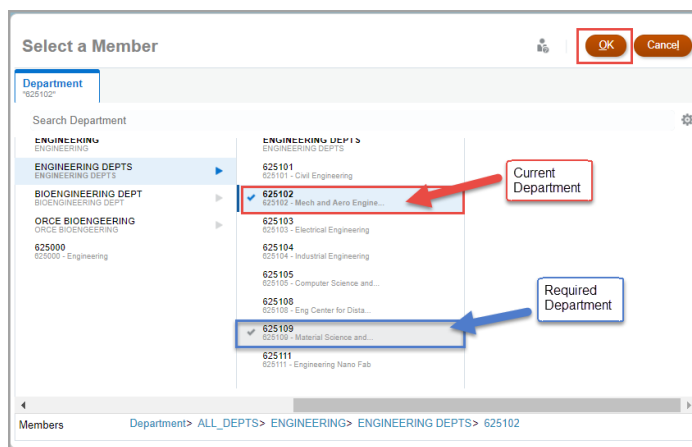 Select a Member
OK
Cancel
Department
"625102"
Search Department
ENGINEERING
ENGINEERING
ENGINEERING DEPTS
ENGINEERING DEPTS
BIOENGINEERING DEPT
BIOENGINEERING DEPT
ORCE BIOENGEERING
ORCE BIOENGEERING
625000
625000 - Engineering
ENGINEERING DEPTS
ENGINEERING DEPTS
625101
625101 - Civil Engineering
625102
625102 - Mech and Aero Engine...
625103
625103 - Electrical Engineering
625104
625104 - Industrial Engineering
625105
625105 - Computer Science and...
625108
625108 - Eng Center for Dista...
625109
625109 - Material Science and...
625111
625111 - Engineering Nano Fab
Current
Department
Required
Department
Members Department> ALL_DEPTS> ENGINEERING> ENGINEERING DEPTS> 625102